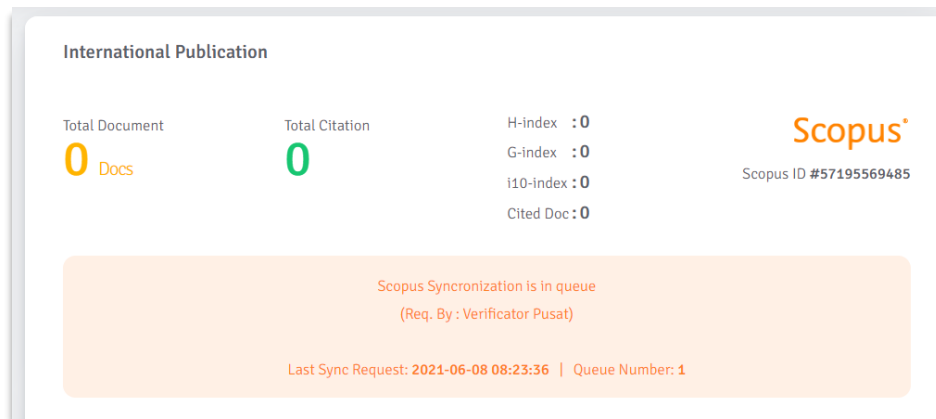 International Publication
Total Document
0 Docs
Total Citation
0
H-index : 0
G-index : 0
i10-index : 0
Cited Doc : 0
Scopus®
Scopus ID #57195569485
Scopus Syncronization is in queue
(Req. By : Verificator Pusat)
Last Sync Request: 2021-06-08 08:23:36 | Queue Number: 1